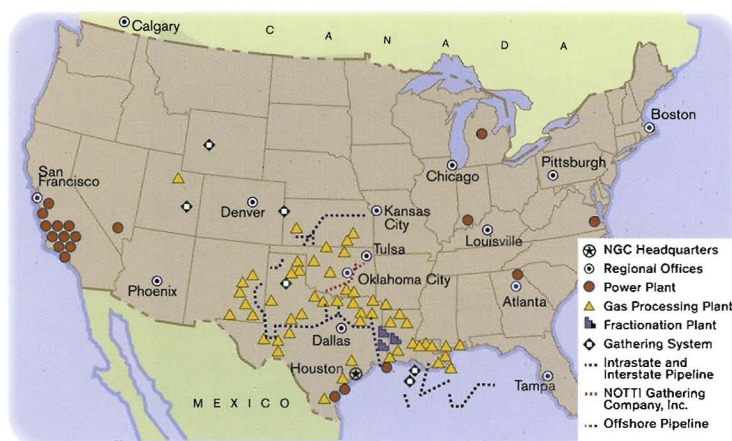 Calgary
C A N A D A
Boston
San
Francisco
Chicago
Pittsburgh
Denver
Kansas
City
Louisville
Tulsa
Oklahoma City
Phoenix
Atlanta
Dallas
Houston
Tampa
M E X I C O
NGC Headquarters
Regional Offices
Power Plant
Gas Processing Plant
Fractionation Plant
Gathering System
Intrastate and
Interstate Pipeline
NOTTI Gathering
Company, Inc.
Offshore Pipeline